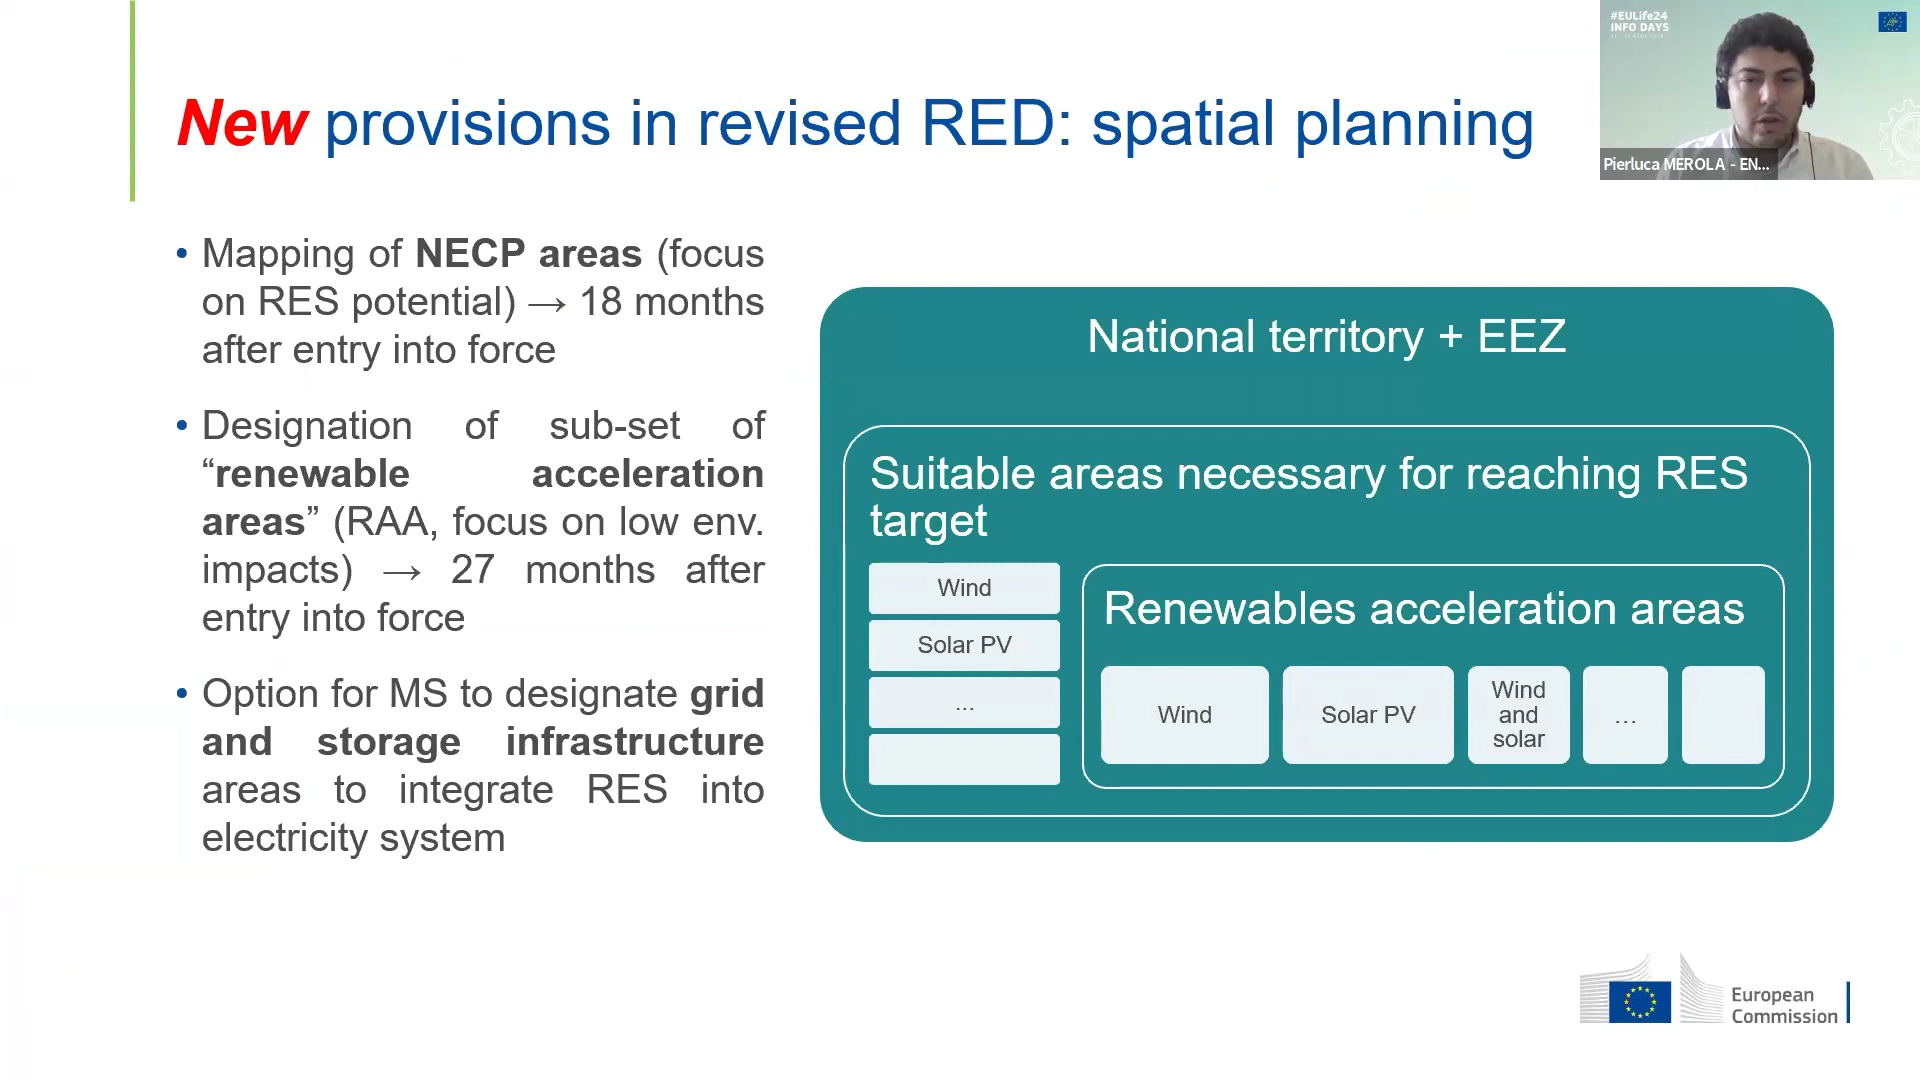 #EULife24
INFO DAYS
Pierluca MEROLA - EN...
New provisions in revised RED: spatial planning
• Mapping of NECP areas (focus
on RES potential) → 18 months
after entry into force
• Designation of sub-set of
“renewable acceleration
areas” (RAA, focus on low env.
impacts) → 27 months after
entry into force
• Option for MS to designate grid
and storage infrastructure
areas to integrate RES into
electricity system
National territory + EEZ
Suitable areas necessary for reaching RES
target
Wind
Solar PV
...
Renewables acceleration areas
Wind
Solar PV
Wind
and
solar
...
European
Commission